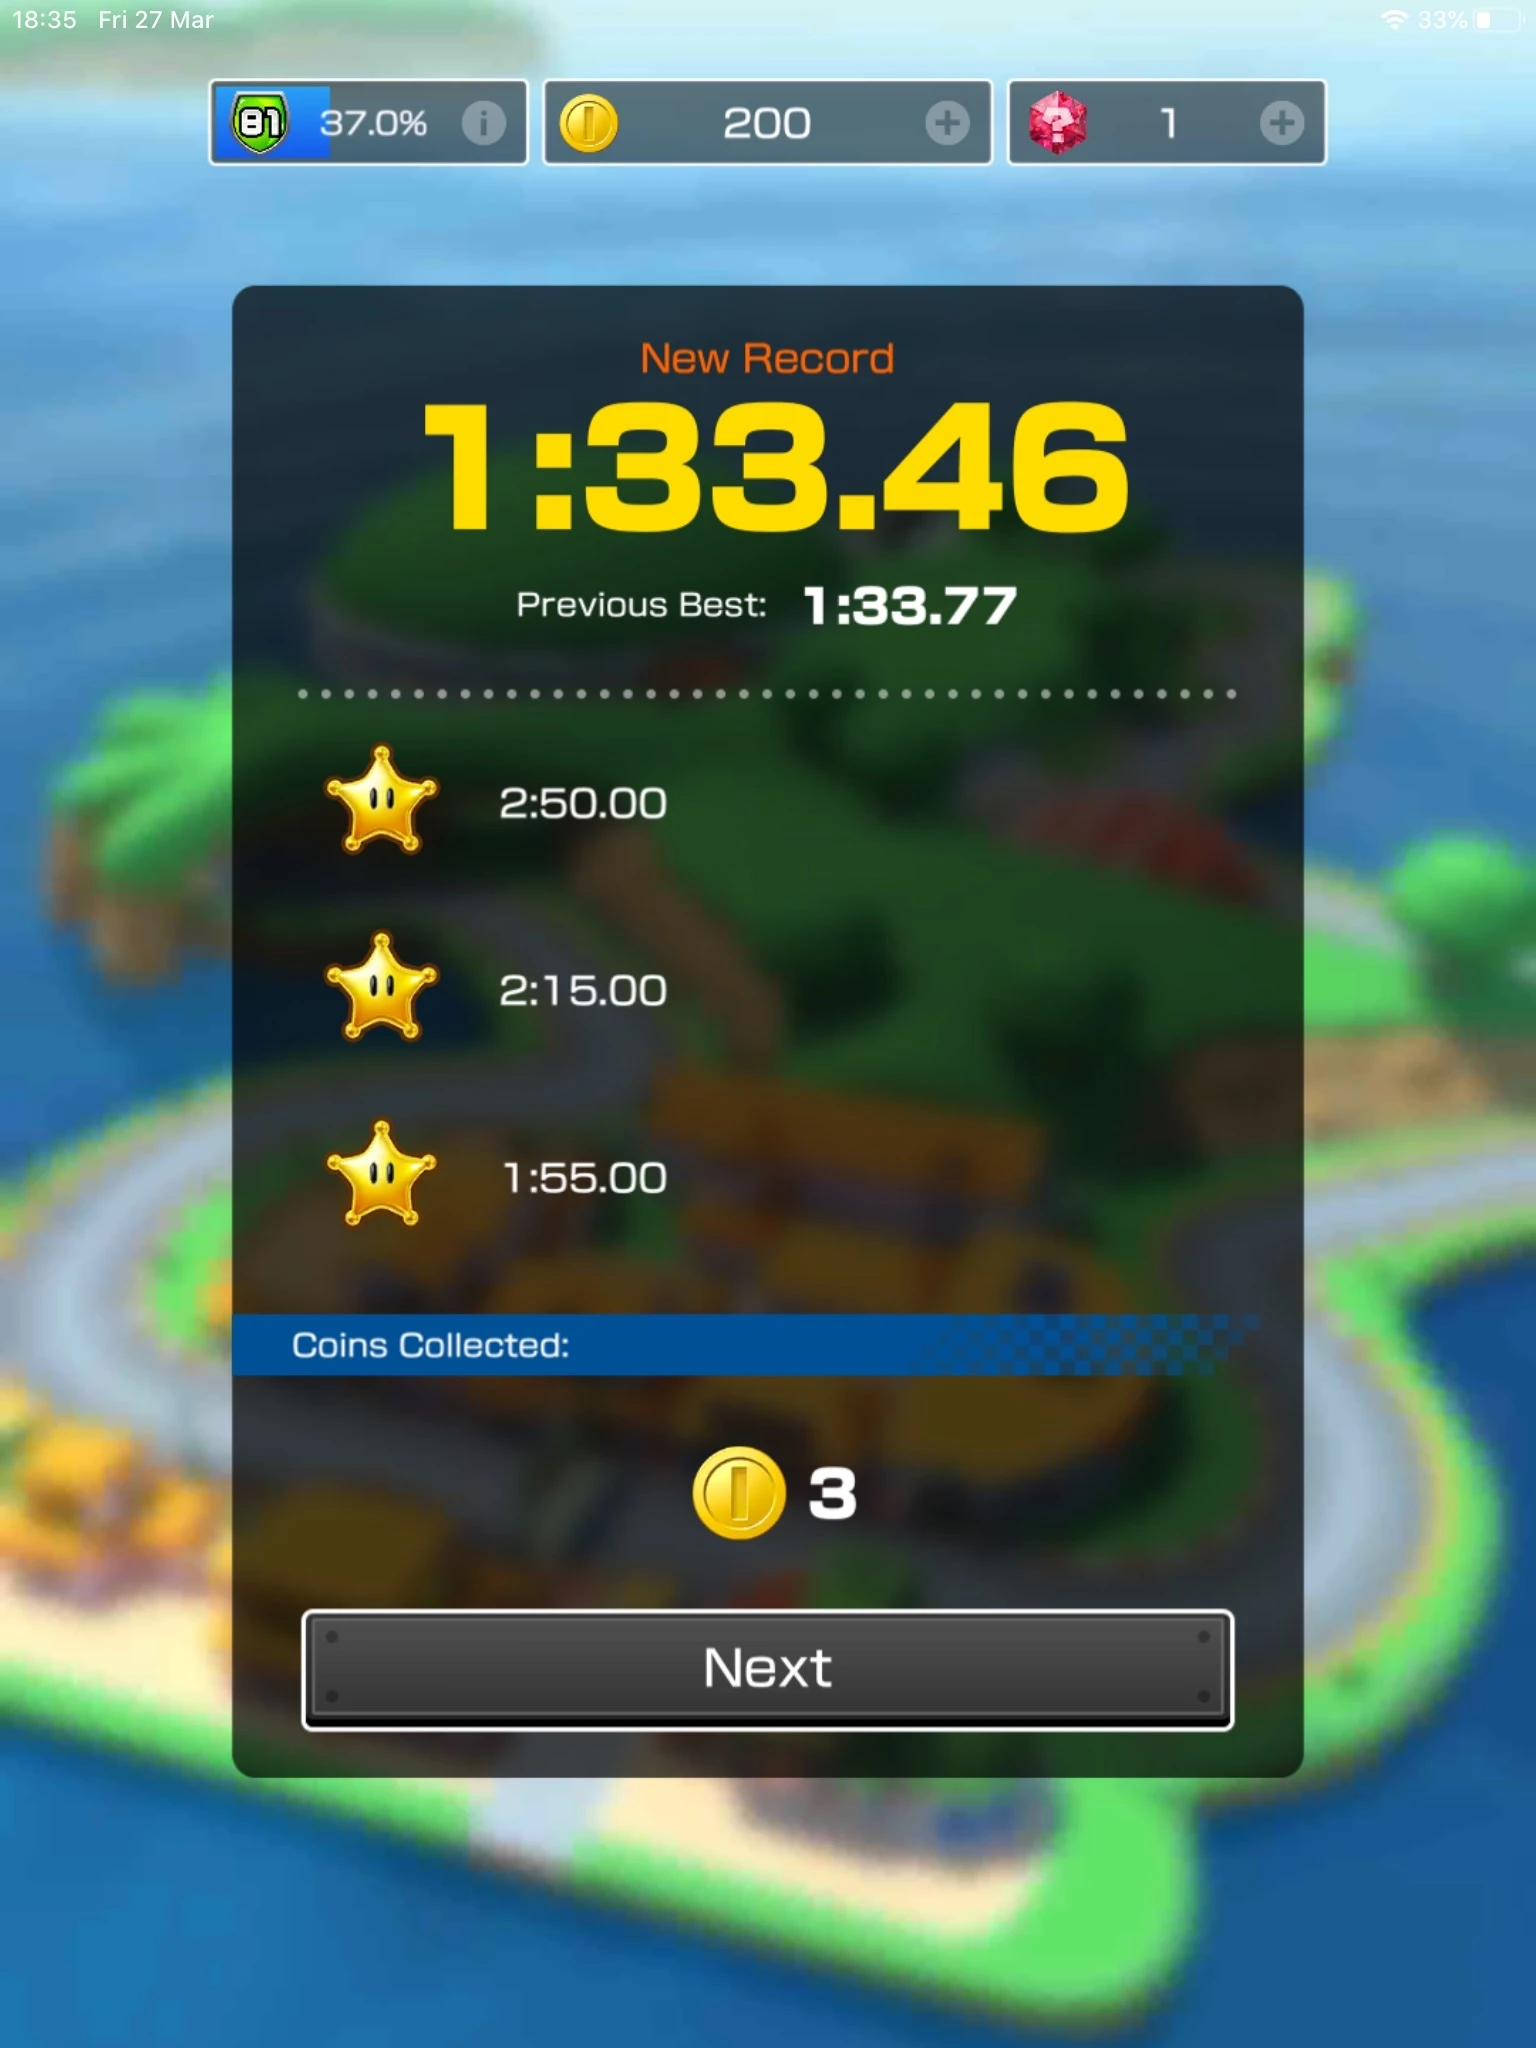 18:35 Fri 27 Mar 33%
81 37.0% i 200 + ? 1 +
New Record
1:33.46
Previous Best: 1:33.77
2:50.00
2:15.00
1:55.00
Coins Collected:
3
Next